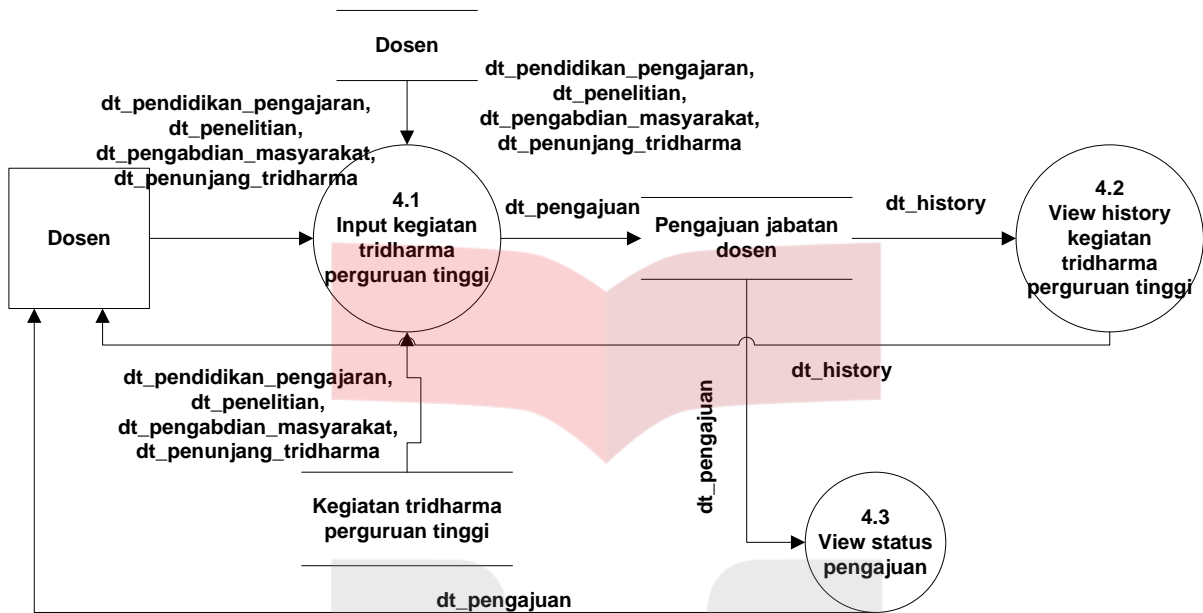 Dosen
dt_pendidikan_pengajaran,
dt_penelitian,
dt_pengabdian_masyarakat,
dt_penunjang_tridharma
dt_pendidikan_pengajaran,
dt_penelitian,
dt_pengabdian_masyarakat,
dt_penunjang_tridharma
Dosen
4.1
Input kegiatan
tridharma
perguruan tinggi
dt_pengajuan
Pengajuan jabatan
dosen
dt_history
4.2
View history
kegiatan
tridharma
perguruan tinggi
dt_history
dt_pendidikan_pengajaran,
dt_penelitian,
dt_pengabdian_masyarakat,
dt_penunjang_tridharma
dt_pengajuan
Kegiatan tridharma
perguruan tinggi
4.3
View status
pengajuan
dt_pengajuan